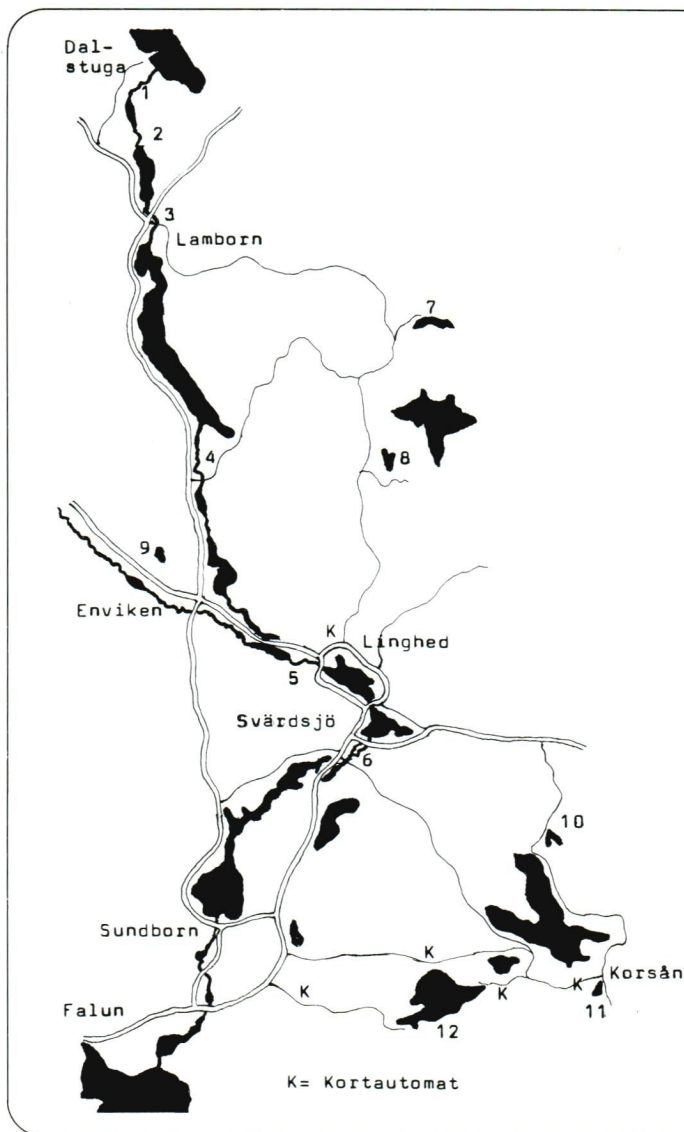 Dal-
stuga
1
2
3
Lamborn
7
4
8
9
Enviken
K
Linghed
5
Svärdsjö
6
10
Sundborn
K
K
K
Korsån
K
11
Falun
12
K= Kortautomat